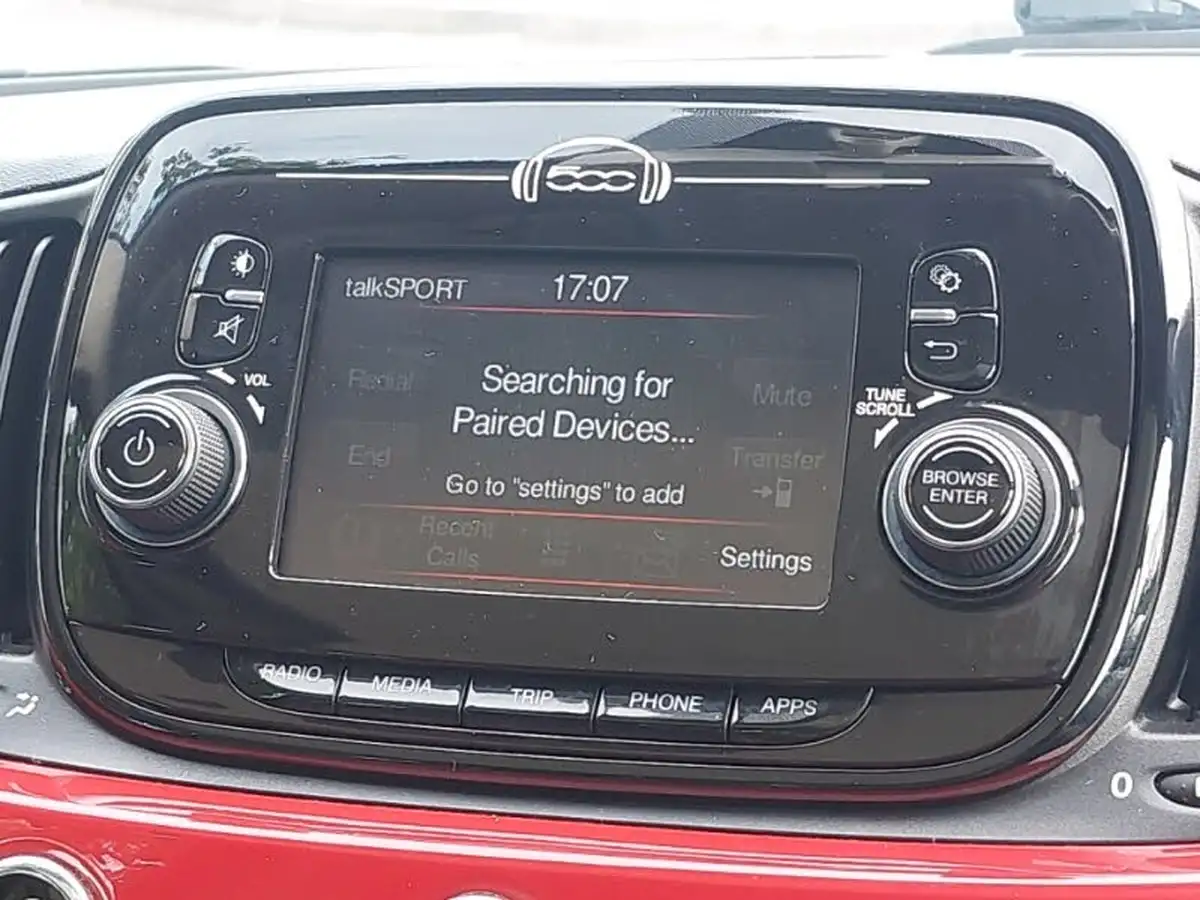 500
talkSPORT 17:07
Redial
Searching for
Paired Devices...
Mute
End
Transfer
Go to "settings" to add
Recent
Calls
Settings
VOL
TUNE
SCROLL
BROWSE
ENTER
RADIO
MEDIA
TRIP
PHONE
APPS
0